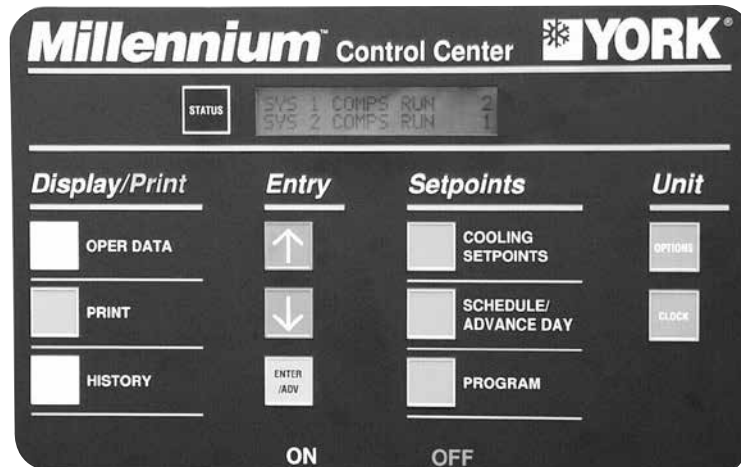 Millennium™ Control Center YORK®
STATUS
SYS 1 COMPS RUN 2
SYS 2 COMPS RUN 1
Display/Print
OPER DATA
PRINT
HISTORY
Entry
ENTER
/ADV
Setpoints
COOLING
SETPOINTS
SCHEDULE/
ADVANCE DAY
PROGRAM
Unit
OPTIONS
CLOCK
ON OFF